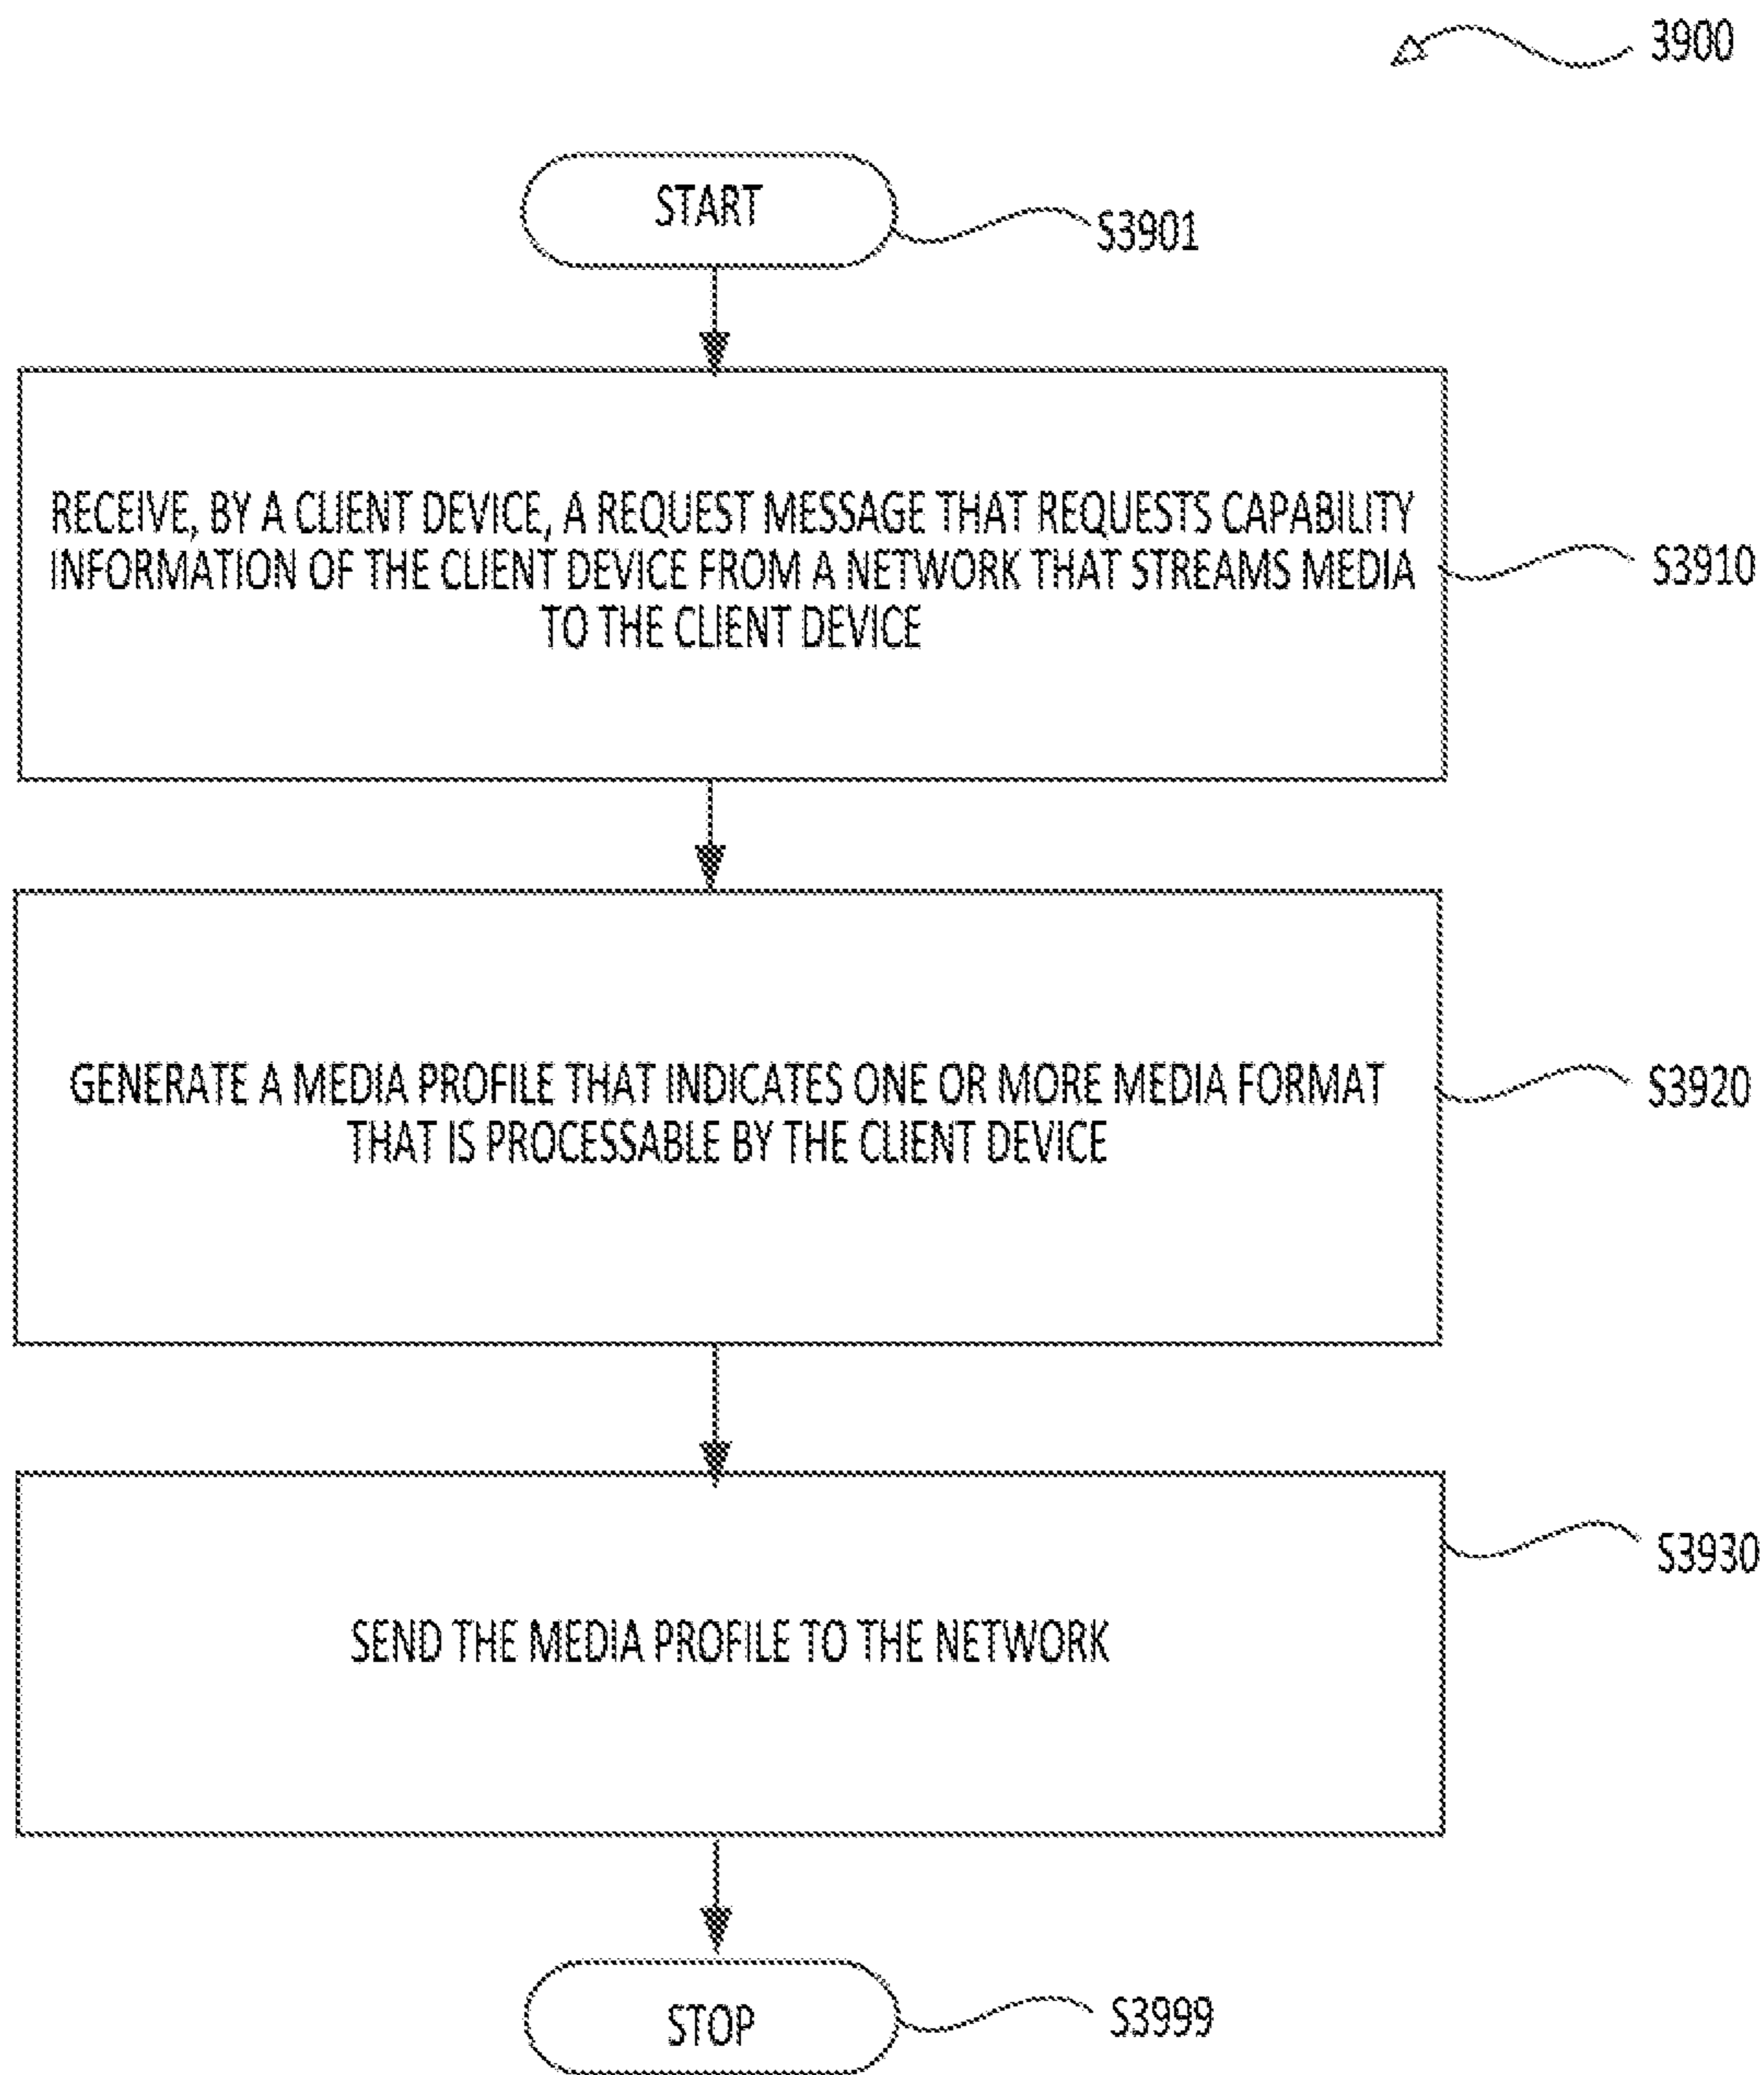 3900
START
S3901
RECEIVE, BY A CLIENT DEVICE, A REQUEST MESSAGE THAT REQUESTS CAPABILITY
INFORMATION OF THE CLIENT DEVICE FROM A NETWORK THAT STREAMS MEDIA
TO THE CLIENT DEVICE
S3910
GENERATE A MEDIA PROFILE THAT INDICATES ONE OR MORE MEDIA FORMAT
THAT IS PROCESSABLE BY THE CLIENT DEVICE
S3920
SEND THE MEDIA PROFILE TO THE NETWORK
S3930
STOP
S3999